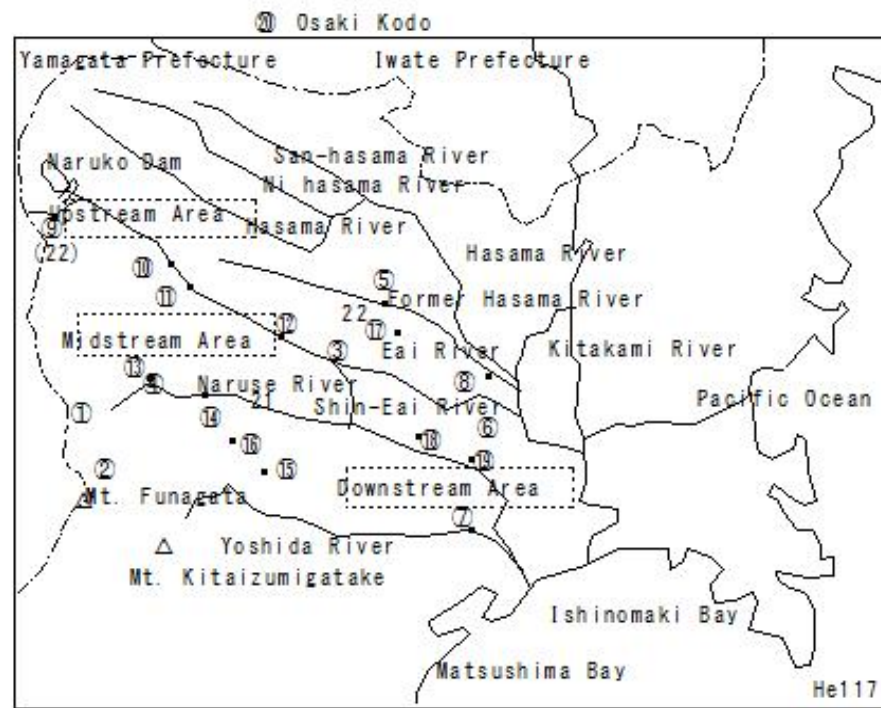 ⑳ Osaki Kodo
Yamagata Prefecture
Iwate Prefecture
San-hasama River
Naruko Dam
Ni hasama River
Upstream Area
Hasama River
⑨
(22)
Hasama River
⑩
⑤
⑪
Former Hasama River
22
⑫
⑰
Midstream Area
③
Eai River
Kitakami River
⑬
⑧
④
Naruse River
21
Pacific Ocean
①
Shin-Eai River
⑭
⑥
⑯
⑱
②
⑮
⑲
Mt. Funagata
Downstream Area
⑦
Yoshida River
Mt. Kitaizumigatake
Ishinomaki Bay
Matsushima Bay
He117